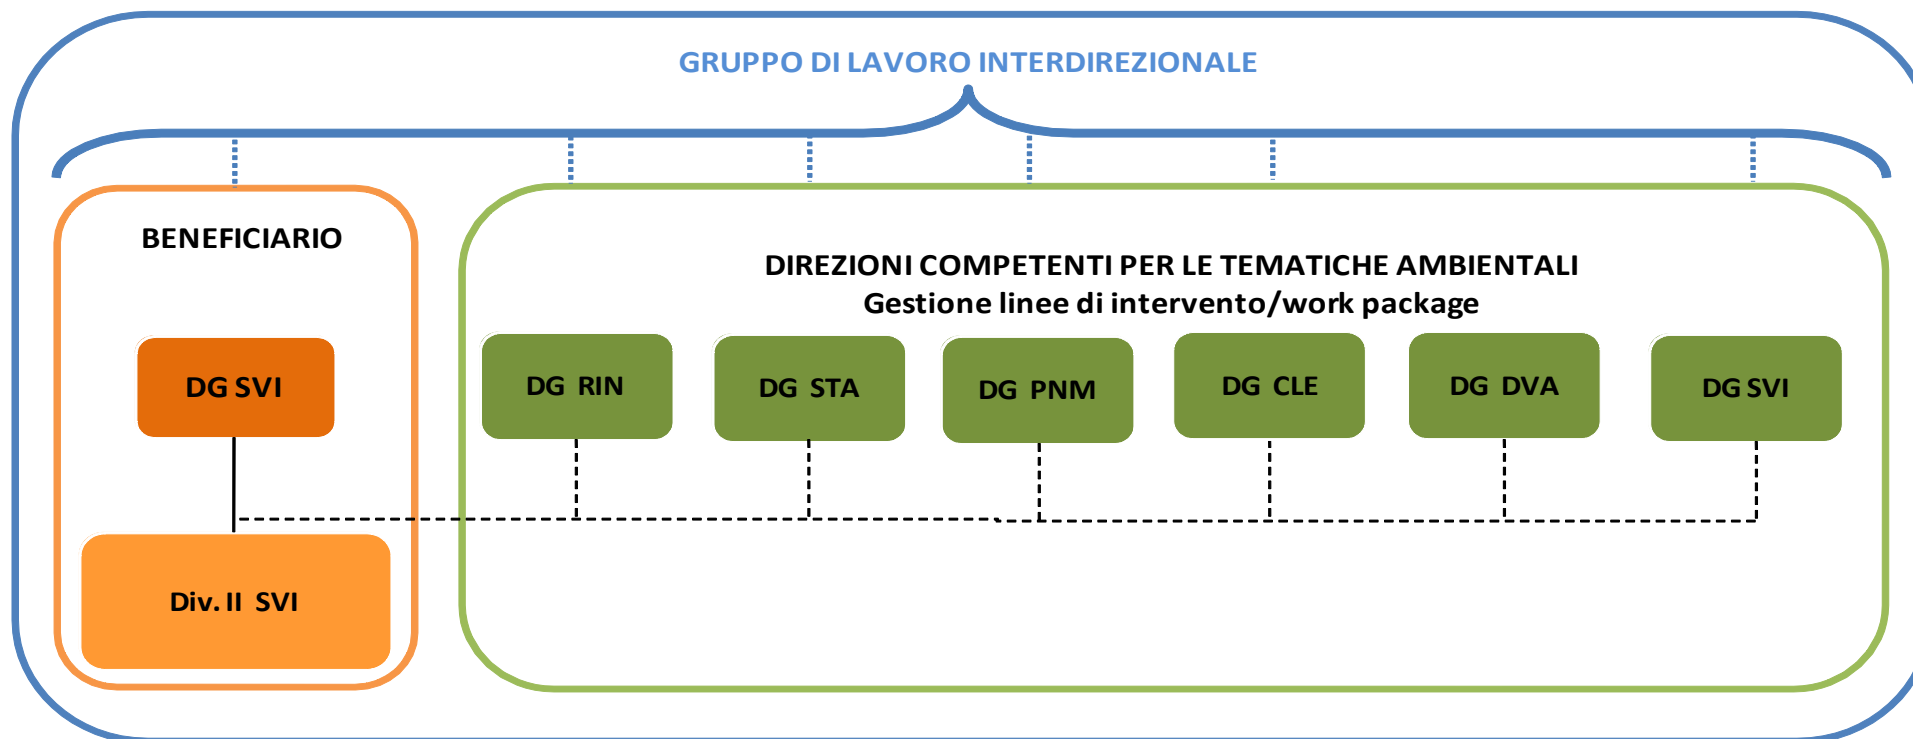 GRUPPO DI LAVORO INTERDIREZIONALE
BENEFICIARIO
DIREZIONI COMPETENTI PER LE TEMATICHE AMBIENTALI
Gestione linee di intervento/work package
DG SVI
DG RIN
DG STA
DG PNM
DG CLE
DG DVA
DG SVI
Div. II SVI